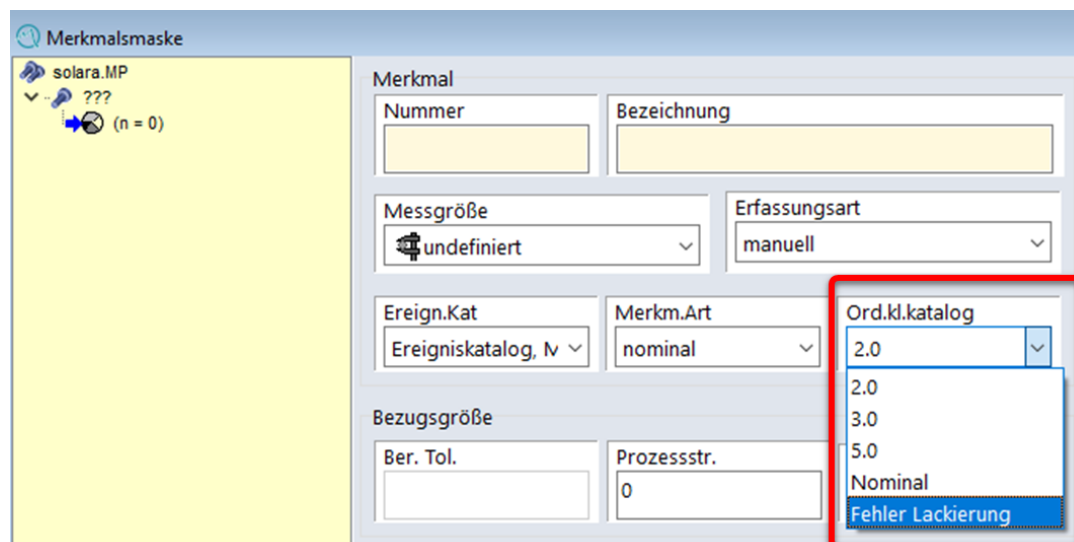 Merkmalsmaske
solara.MP
???
(n = 0)
Merkmal
Nummer
Bezeichnung
Messgröße
undefiniert
Erfassungsart
manuell
Ereign.Kat
Ereigniskatalog,
Merkm.Art
nominal
Ord.kl.katalog
2.0
2.0
3.0
5.0
Nominal
Fehler Lackierung
Bezugsgröße
Ber. Tol.
Prozessstr.
0